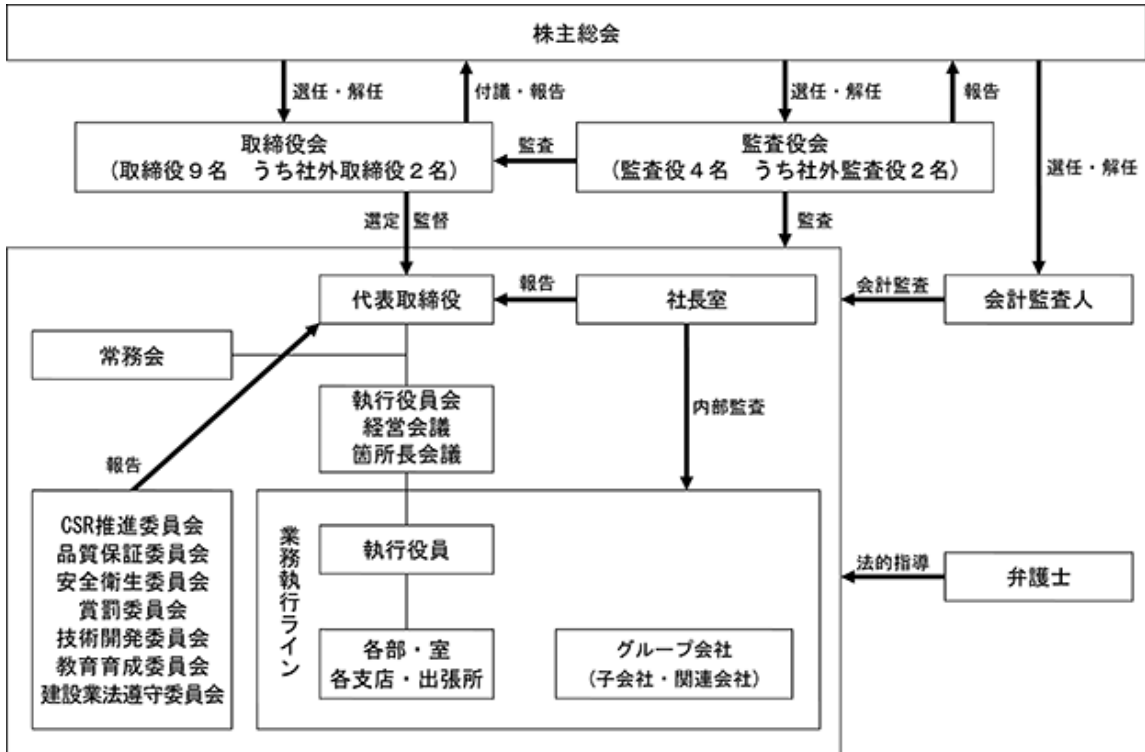 株主総会
選任・解任
付議・報告
選任・解任
報告
取締役会
(取締役9名　うち社外取締役2名)
監査
監査役会
(監査役4名　うち社外監査役2名)
選任・解任
選定
監督
監査
代表取締役
報告
社長室
会計監査
会計監査人
常務会
執行役員会
経営会議
箇所長会議
内部監査
報告
CSR推進委員会
品質保証委員会
安全衛生委員会
賞罰委員会
技術開発委員会
教育育成委員会
建設業法遵守委員会
業務執行ライン
執行役員
法的指導
弁護士
各部・室
各支店・出張所
グループ会社
(子会社・関連会社)